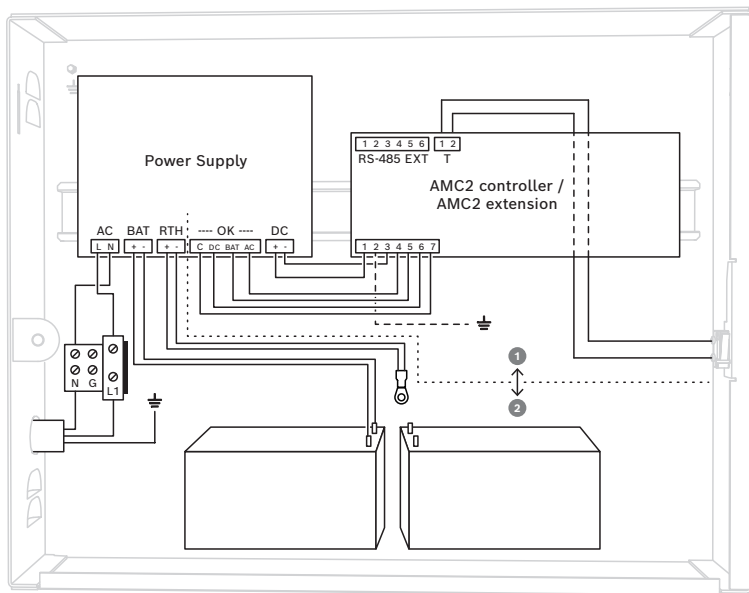 Power Supply
1 2 3 4 5 6 1 2
RS-485 EXT T
AMC2 controller /
AMC2 extension
AC BAT RTH ---- OK ---- DC
L N + - + - C DC BAT AC + -
1 2 3 4 5 6 7
1
2
N G L1